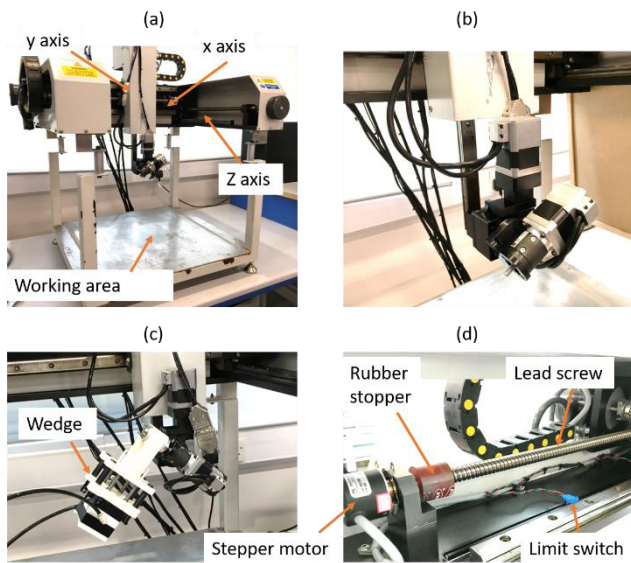 (a)
(b)
y axis
x axis
Z axis
Working area
(c)
(d)
Wedge
Rubber
stopper
Lead screw
Stepper motor
Limit switch